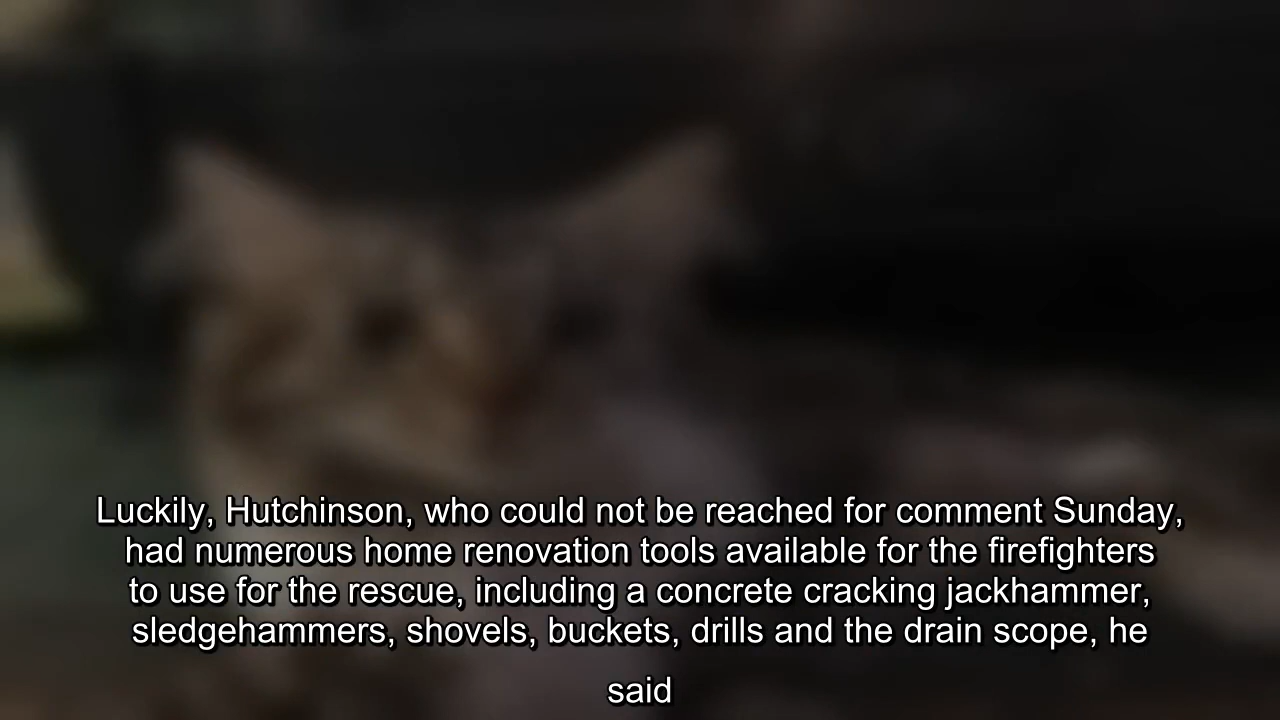 Luckily, Hutchinson, who could not be reached for comment Sunday,
had numerous home renovation tools available for the firefighters
to use for the rescue, including a concrete cracking jackhammer,
sledgehammers, shovels, buckets, drills and the drain scope, he
said